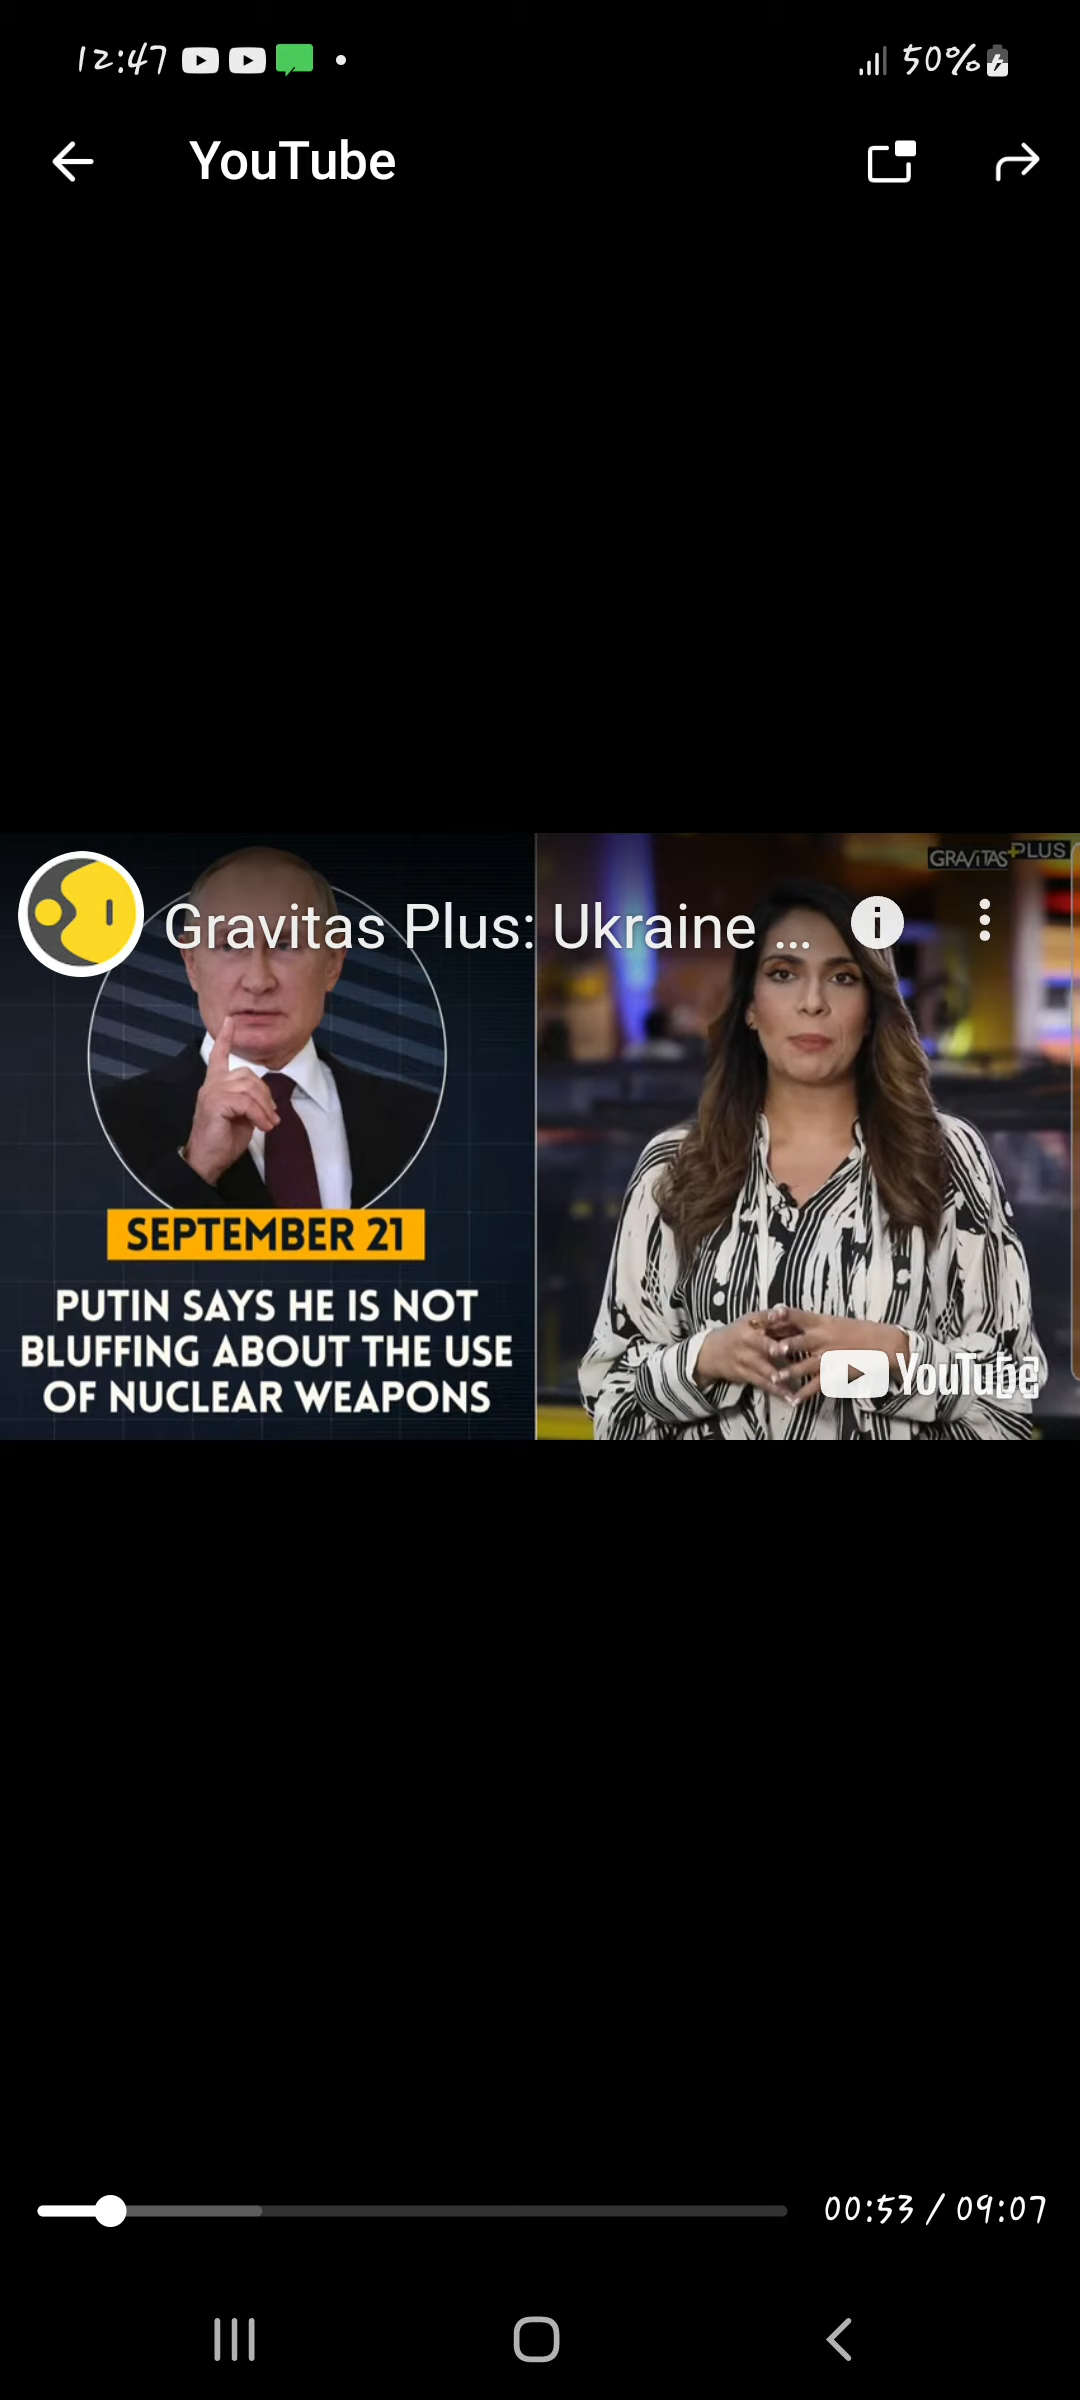 12:47
50%
YouTube
GRAVITAS PLUS
Gravitas Plus: Ukraine ...
SEPTEMBER 21
PUTIN SAYS HE IS NOT
BLUFFING ABOUT THE USE
OF NUCLEAR WEAPONS
YouTube
00:53 / 09:07